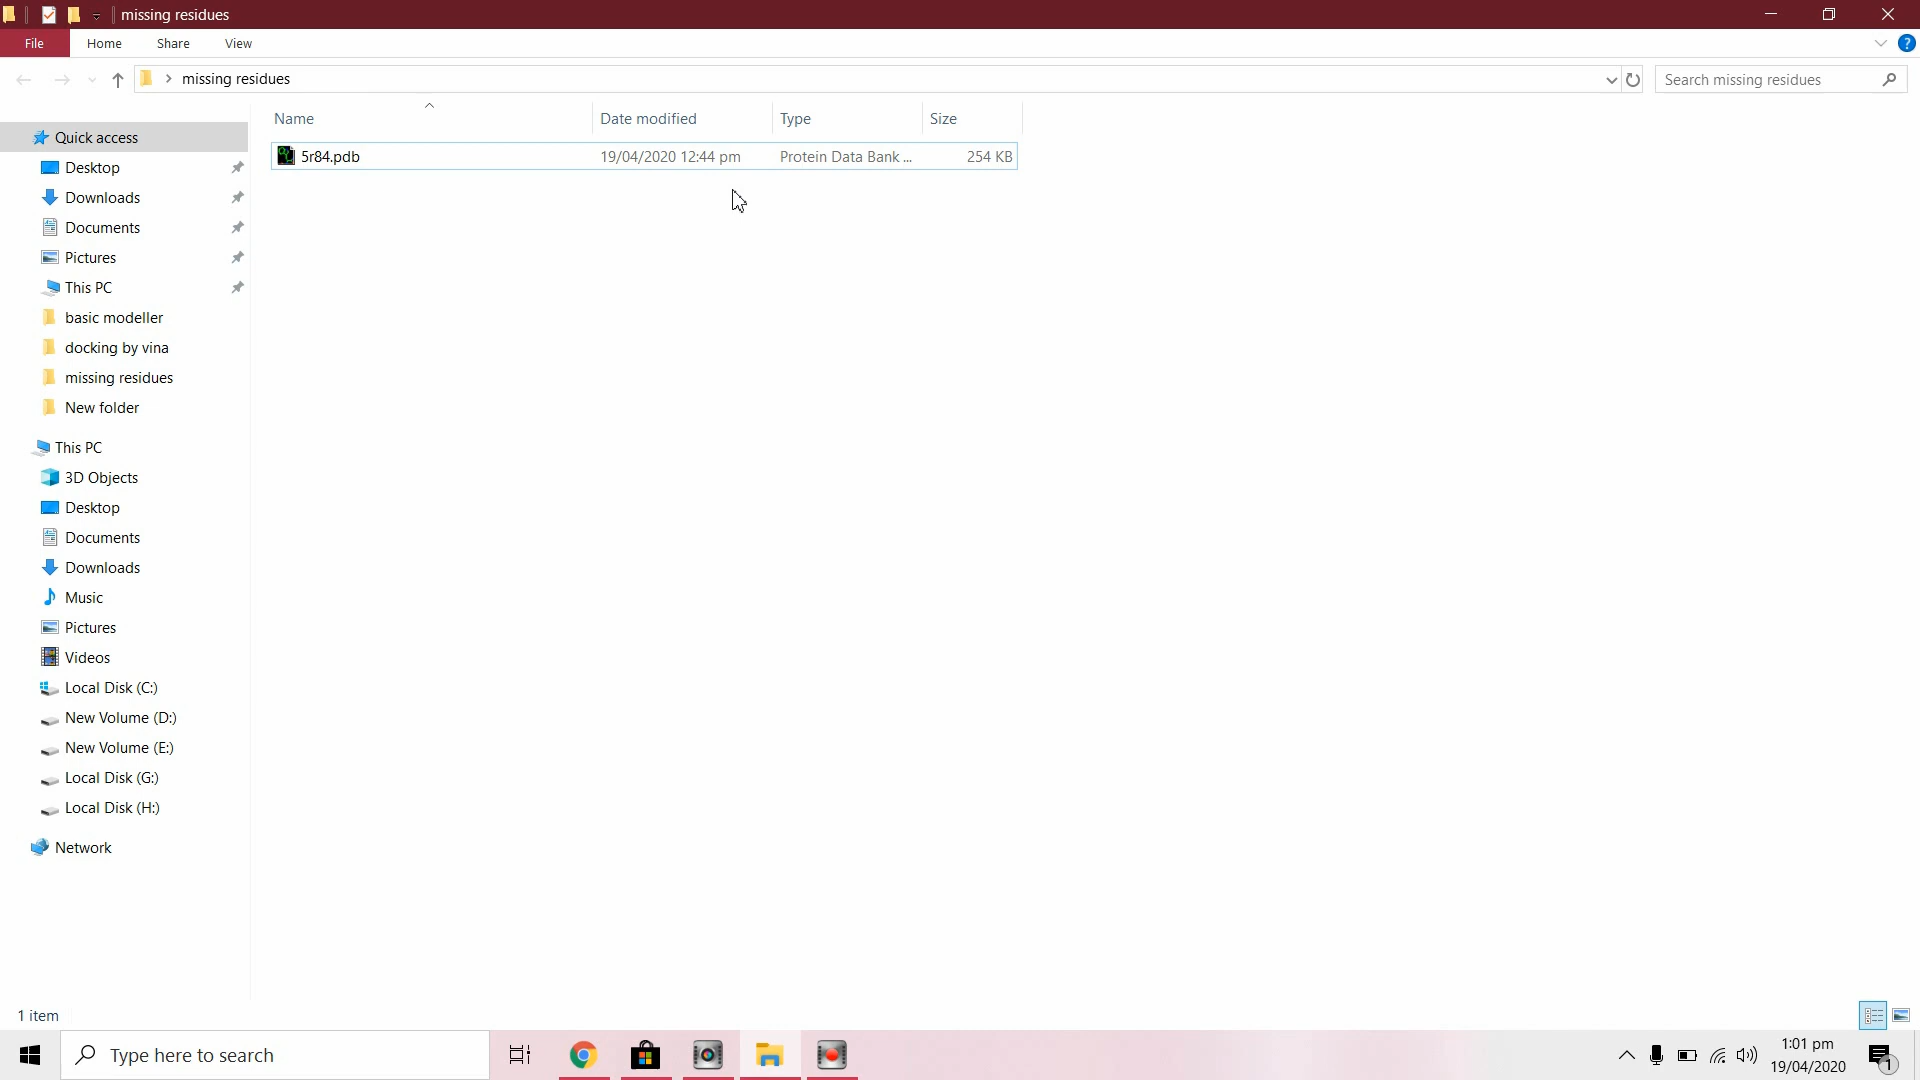 missing residues
File Home Share View ?
missing residues
Search missing residues
Name Date modified Type Size
5r84.pdb 19/04/2020 12:44 pm Protein Data Bank ... 254 KB
Quick access
Desktop
Downloads
Documents
Pictures
This PC
basic modeller
docking by vina
missing residues
New folder
This PC
3D Objects
Desktop
Documents
Downloads
Music
Pictures
Videos
Local Disk (C:)
New Volume (D:)
New Volume (E:)
Local Disk (G:)
Local Disk (H:)
Network
1 item
Type here to search
1:01 pm
19/04/2020
1